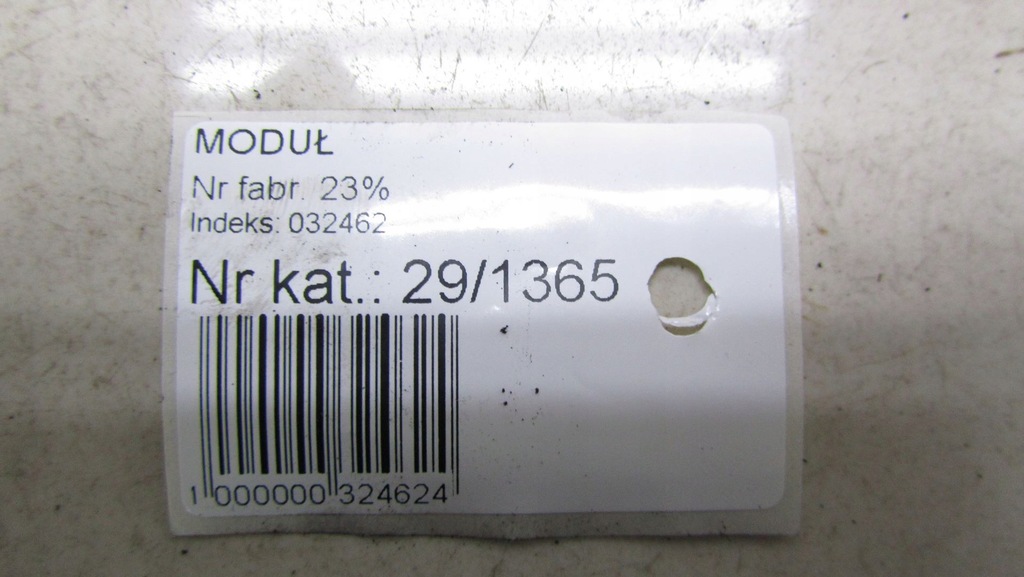 MODUŁ
Nr fabr. 23%
Indeks: 032462
Nr kat.: 29/1365
1 000000 324624